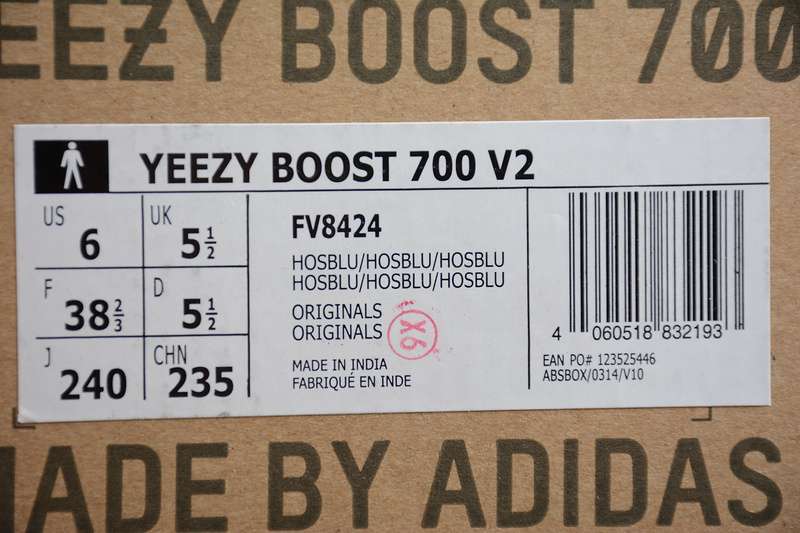 EEZY BOOST 700
YEEZY BOOST 700 V2
US 6
UK 5 1/2
F 38 2/3
D 5 1/2
J 240
CHN 235
FV8424
HOSBLU/HOSBLU/HOSBLU
HOSBLU/HOSBLU/HOSBLU
ORIGINALS
ORIGINALS
X6
MADE IN INDIA
FABRIQUÉ EN INDE
4 060518 832193
EAN PO# 123525446
ABSBOX/0314/V10
MADE BY ADIDAS